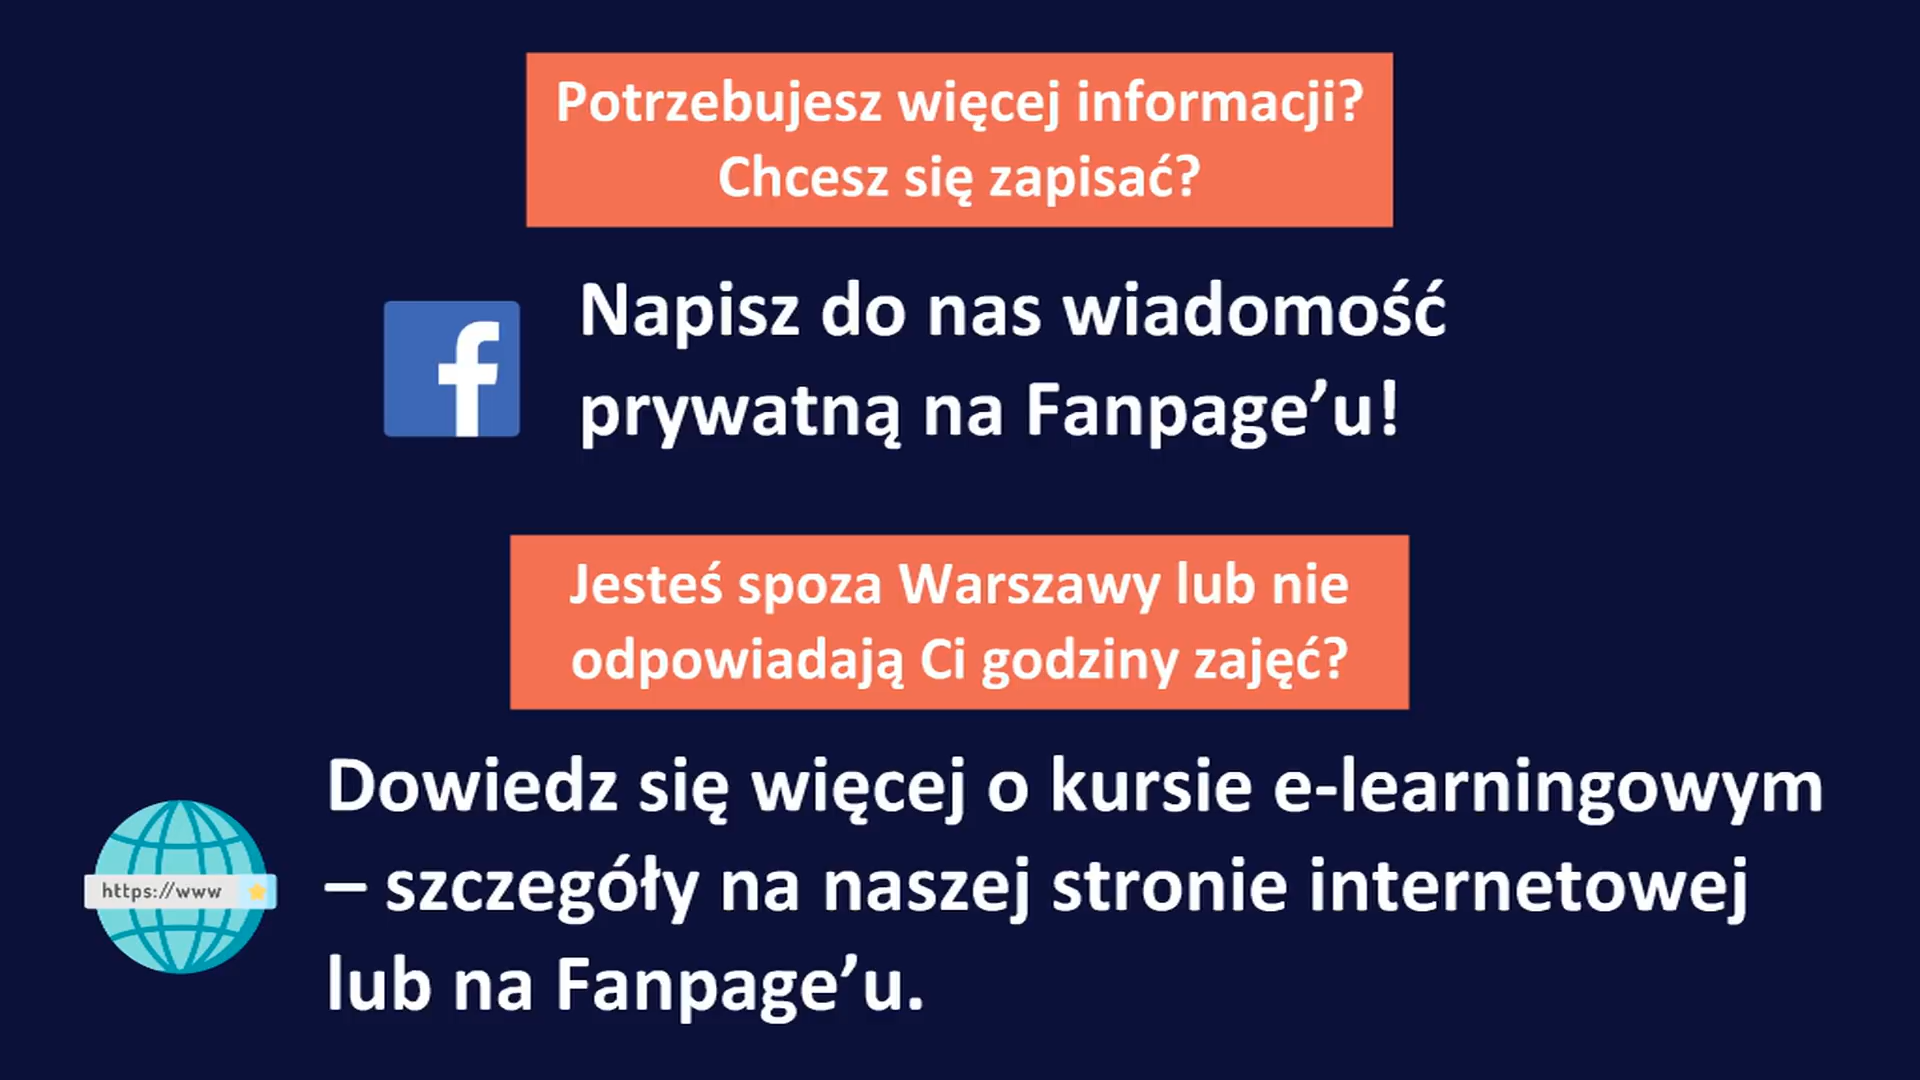 Potrzebujesz więcej informacji?
Chcesz się zapisać?
Napisz do nas wiadomość
prywatną na Fanpage’u!
Jesteś spoza Warszawy lub nie
odpowiadają Ci godziny zajęć?
Dowiedz się więcej o kursie e-learningowym
– szczegóły na naszej stronie internetowej
lub na Fanpage’u.
https://www